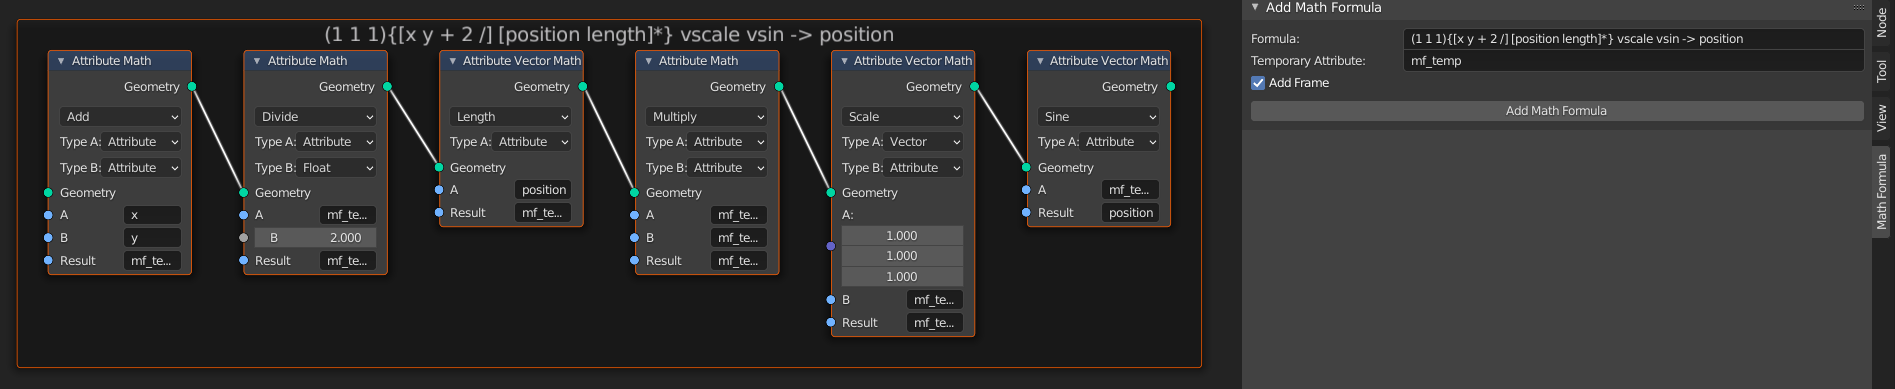 (1 1 1){[x y + 2 /] [position length]*} vscale vsin -> position
Attribute Math
Geometry
Add
Type A: Attribute
Type B: Attribute
Geometry
A x
B y
Result mf_te...
Attribute Math
Geometry
Divide
Type A: Attribute
Type B: Float
Geometry
A mf_te...
B 2.000
Result mf_te...
Attribute Vector Math
Geometry
Length
Type A: Attribute
Geometry
A position
Result mf_te...
Attribute Math
Geometry
Multiply
Type A: Attribute
Type B: Attribute
Geometry
A mf_te...
B mf_te...
Result mf_te...
Attribute Vector Math
Geometry
Scale
Type A: Vector
Type B: Attribute
Geometry
A:
1.000
1.000
1.000
B mf_te...
Result mf_te...
Attribute Vector Math
Geometry
Sine
Type A: Attribute
Geometry
A mf_te...
Result position
Add Math Formula
Formula: (1 1 1){[x y + 2 /] [position length]*} vscale vsin -> position
Temporary Attribute: mf_temp
Add Frame
Add Math Formula
Node
Tool
View
Math Formula